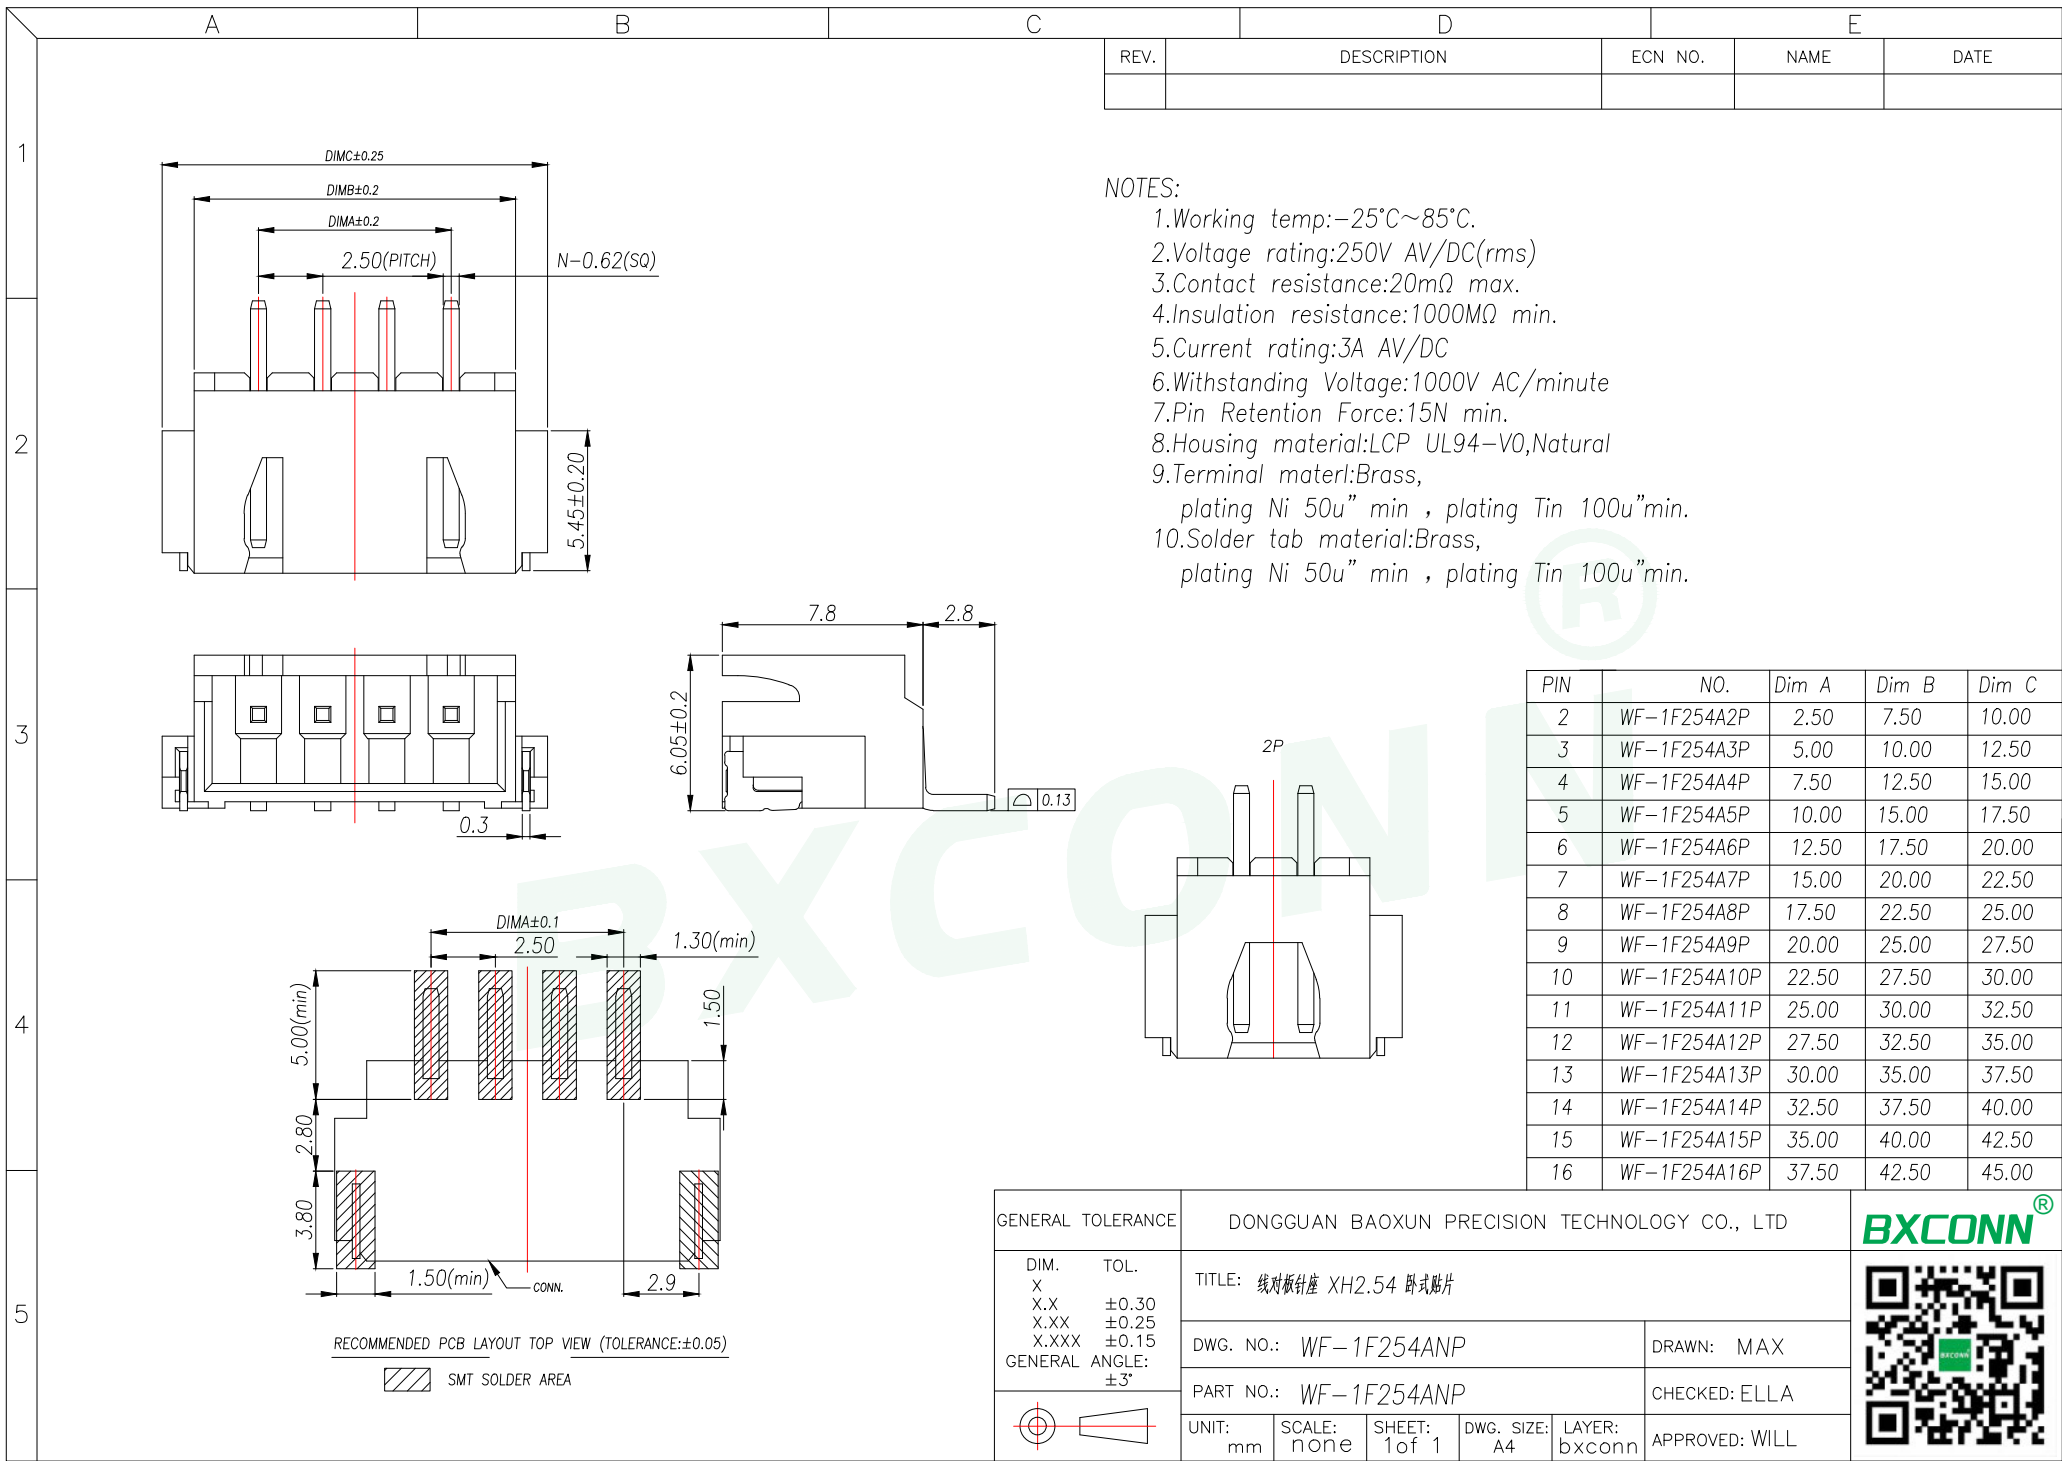 A B C D E
REV. DESCRIPTION ECN NO. NAME DATE
1
2
3
4
5
DIMC±0.25
DIMB±0.2
DIMA±0.2
2.50(PITCH) N-0.62(SQ)
5.45±0.20
NOTES:
1.Working temp:-25°C~85°C.
2.Voltage rating:250V AV/DC(rms)
3.Contact resistance:20mΩ max.
4.Insulation resistance:1000MΩ min.
5.Current rating:3A AV/DC
6.Withstanding Voltage:1000V AC/minute
7.Pin Retention Force:15N min.
8.Housing material:LCP UL94-V0,Natural
9.Terminal materl:Brass,
plating Ni 50u" min , plating Tin 100u"min.
10.Solder tab material:Brass,
plating Ni 50u" min , plating Tin 100u"min.
7.8 2.8
6.05±0.2
0.13
0.3
2P
BXCONN®
PIN NO. Dim A Dim B Dim C
2 WF-1F254A2P 2.50 7.50 10.00
3 WF-1F254A3P 5.00 10.00 12.50
4 WF-1F254A4P 7.50 12.50 15.00
5 WF-1F254A5P 10.00 15.00 17.50
6 WF-1F254A6P 12.50 17.50 20.00
7 WF-1F254A7P 15.00 20.00 22.50
8 WF-1F254A8P 17.50 22.50 25.00
9 WF-1F254A9P 20.00 25.00 27.50
10 WF-1F254A10P 22.50 27.50 30.00
11 WF-1F254A11P 25.00 30.00 32.50
12 WF-1F254A12P 27.50 32.50 35.00
13 WF-1F254A13P 30.00 35.00 37.50
14 WF-1F254A14P 32.50 37.50 40.00
15 WF-1F254A15P 35.00 40.00 42.50
16 WF-1F254A16P 37.50 42.50 45.00
DIMA±0.1
2.50 1.30(min)
5.00(min)
1.50
2.80
3.80
1.50(min) CONN. 2.9
RECOMMENDED PCB LAYOUT TOP VIEW (TOLERANCE:±0.05)
SMT SOLDER AREA
GENERAL TOLERANCE
DIM. TOL.
X
X.X ±0.30
X.XX ±0.25
X.XXX ±0.15
GENERAL ANGLE:
±3°
DONGGUAN BAOXUN PRECISION TECHNOLOGY CO., LTD
TITLE: 线对板针座 XH2.54 卧式贴片
DWG. NO.: WF-1F254ANP
DRAWN: MAX
PART NO.: WF-1F254ANP
CHECKED: ELLA
UNIT: mm
SCALE: none
SHEET: 1of 1
DWG. SIZE: A4
LAYER: bxconn
APPROVED: WILL
BXCONN®
BXCONN